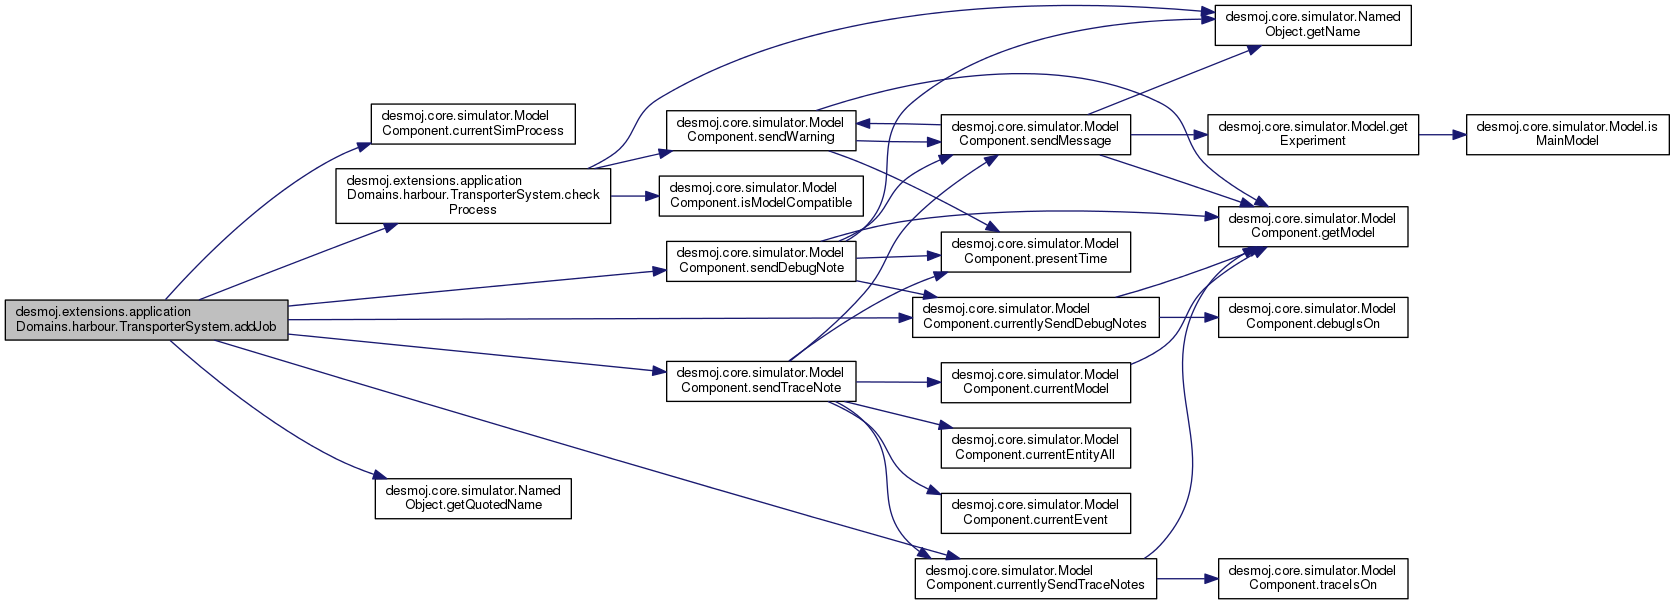 desmoj.core.simulator.Named
Object.getName
desmoj.core.simulator.Model
Component.currentSimProcess
desmoj.core.simulator.Model
Component.sendWarning
desmoj.core.simulator.Model
Component.sendMessage
desmoj.core.simulator.Model.get
Experiment
desmoj.core.simulator.Model.is
MainModel
desmoj.extensions.application
Domains.harbour.TransporterSystem.check
Process
desmoj.core.simulator.Model
Component.isModelCompatible
desmoj.core.simulator.Model
Component.getModel
desmoj.core.simulator.Model
Component.sendDebugNote
desmoj.core.simulator.Model
Component.presentTime
desmoj.extensions.application
Domains.harbour.TransporterSystem.addJob
desmoj.core.simulator.Model
Component.currentlySendDebugNotes
desmoj.core.simulator.Model
Component.debugIsOn
desmoj.core.simulator.Model
Component.sendTraceNote
desmoj.core.simulator.Model
Component.currentModel
desmoj.core.simulator.Model
Component.currentEntityAll
desmoj.core.simulator.Named
Object.getQuotedName
desmoj.core.simulator.Model
Component.currentEvent
desmoj.core.simulator.Model
Component.currentlySendTraceNotes
desmoj.core.simulator.Model
Component.traceIsOn